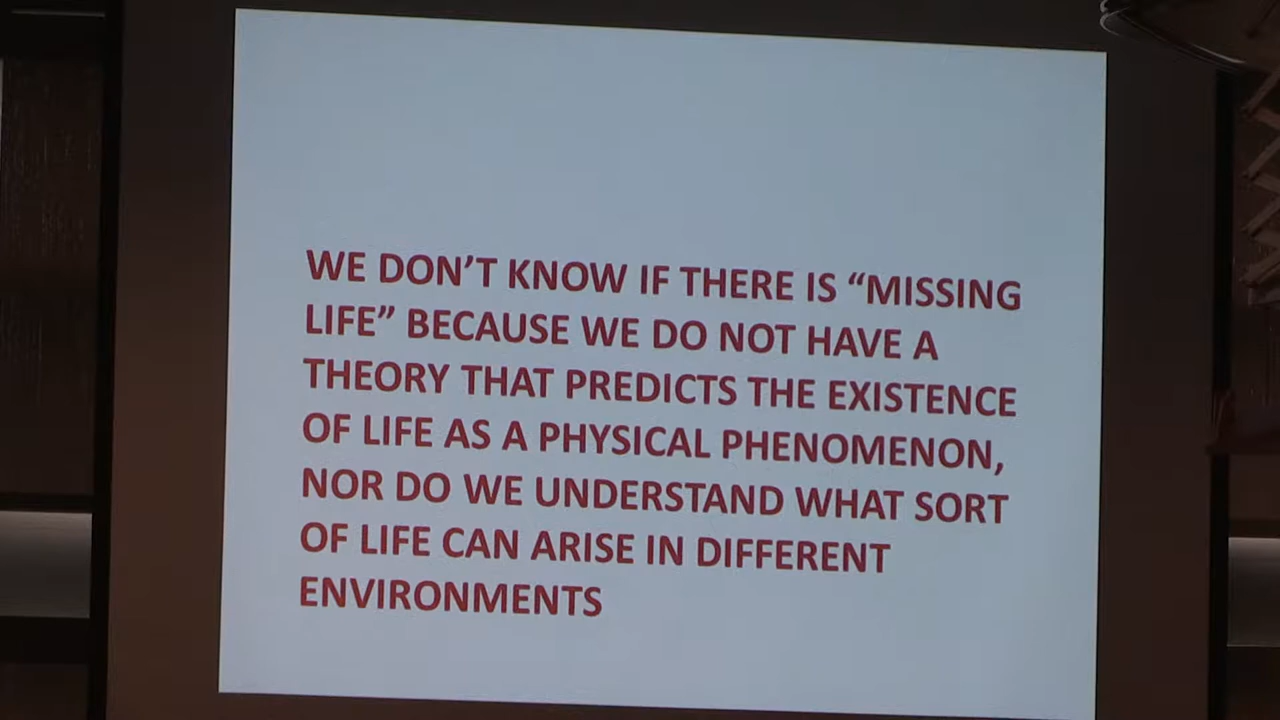 WE DON’T KNOW IF THERE IS “MISSING
LIFE” BECAUSE WE DO NOT HAVE A
THEORY THAT PREDICTS THE EXISTENCE
OF LIFE AS A PHYSICAL PHENOMENON,
NOR DO WE UNDERSTAND WHAT SORT
OF LIFE CAN ARISE IN DIFFERENT
ENVIRONMENTS